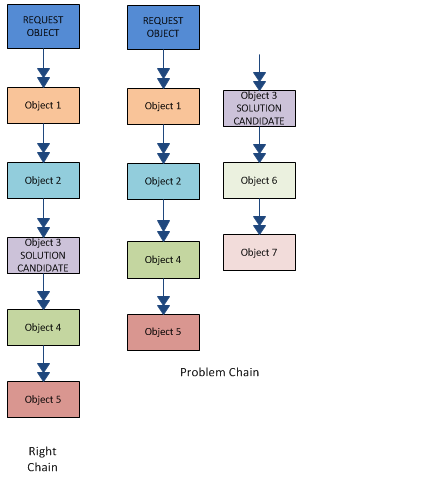 REQUEST
OBJECT
Object 1
Object 2
Object 3
SOLUTION
CANDIDATE
Object 4
Object 5
Right
Chain
REQUEST
OBJECT
Object 1
Object 2
Object 4
Object 5
Object 3
SOLUTION
CANDIDATE
Object 6
Object 7
Problem Chain